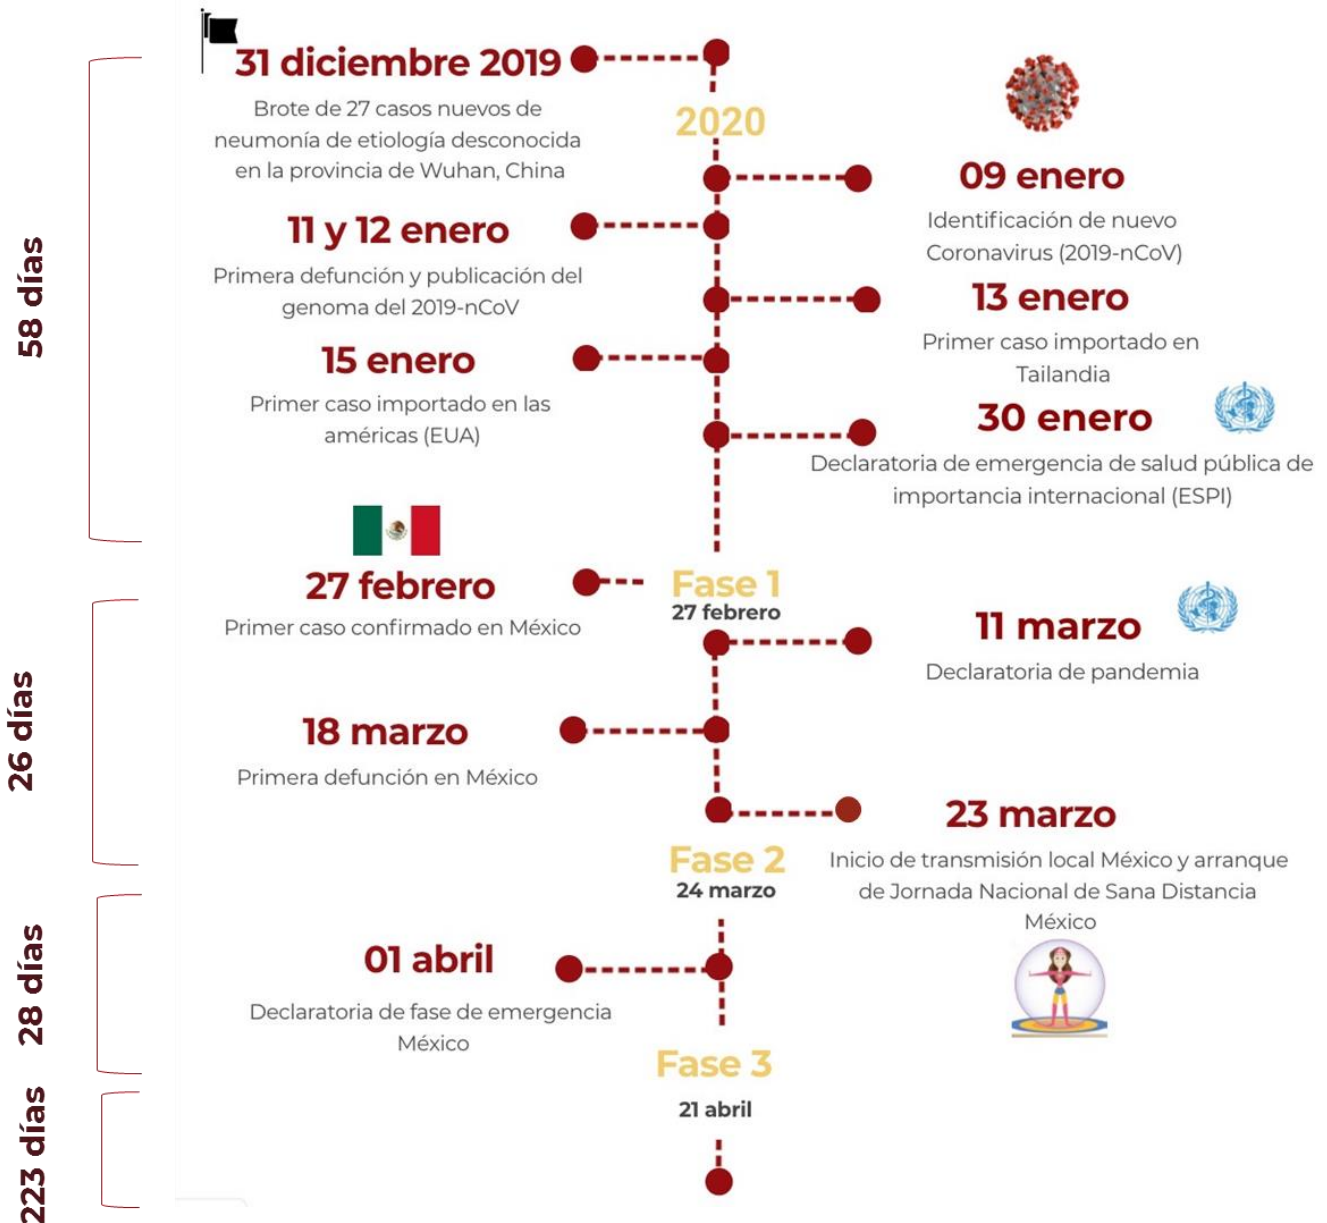 31 diciembre 2019
Brote de 27 casos nuevos de
neumonía de etiología desconocida
en la provincia de Wuhan, China
2020
09 enero
Identificación de nuevo
Coronavirus (2019-nCoV)
11 y 12 enero
Primera defunción y publicación del
genoma del 2019-nCoV
13 enero
Primer caso importado en
Tailandia
15 enero
Primer caso importado en las
américas (EUA)
30 enero
Declaratoria de emergencia de salud pública de
importancia internacional (ESPI)
58 días
27 febrero
Primer caso confirmado en México
Fase 1
27 febrero
11 marzo
Declaratoria de pandemia
18 marzo
Primera defunción en México
23 marzo
Inicio de transmisión local México y arranque
de Jornada Nacional de Sana Distancia
México
26 días
Fase 2
24 marzo
01 abril
Declaratoria de fase de emergencia
México
28 días
Fase 3
21 abril
223 días